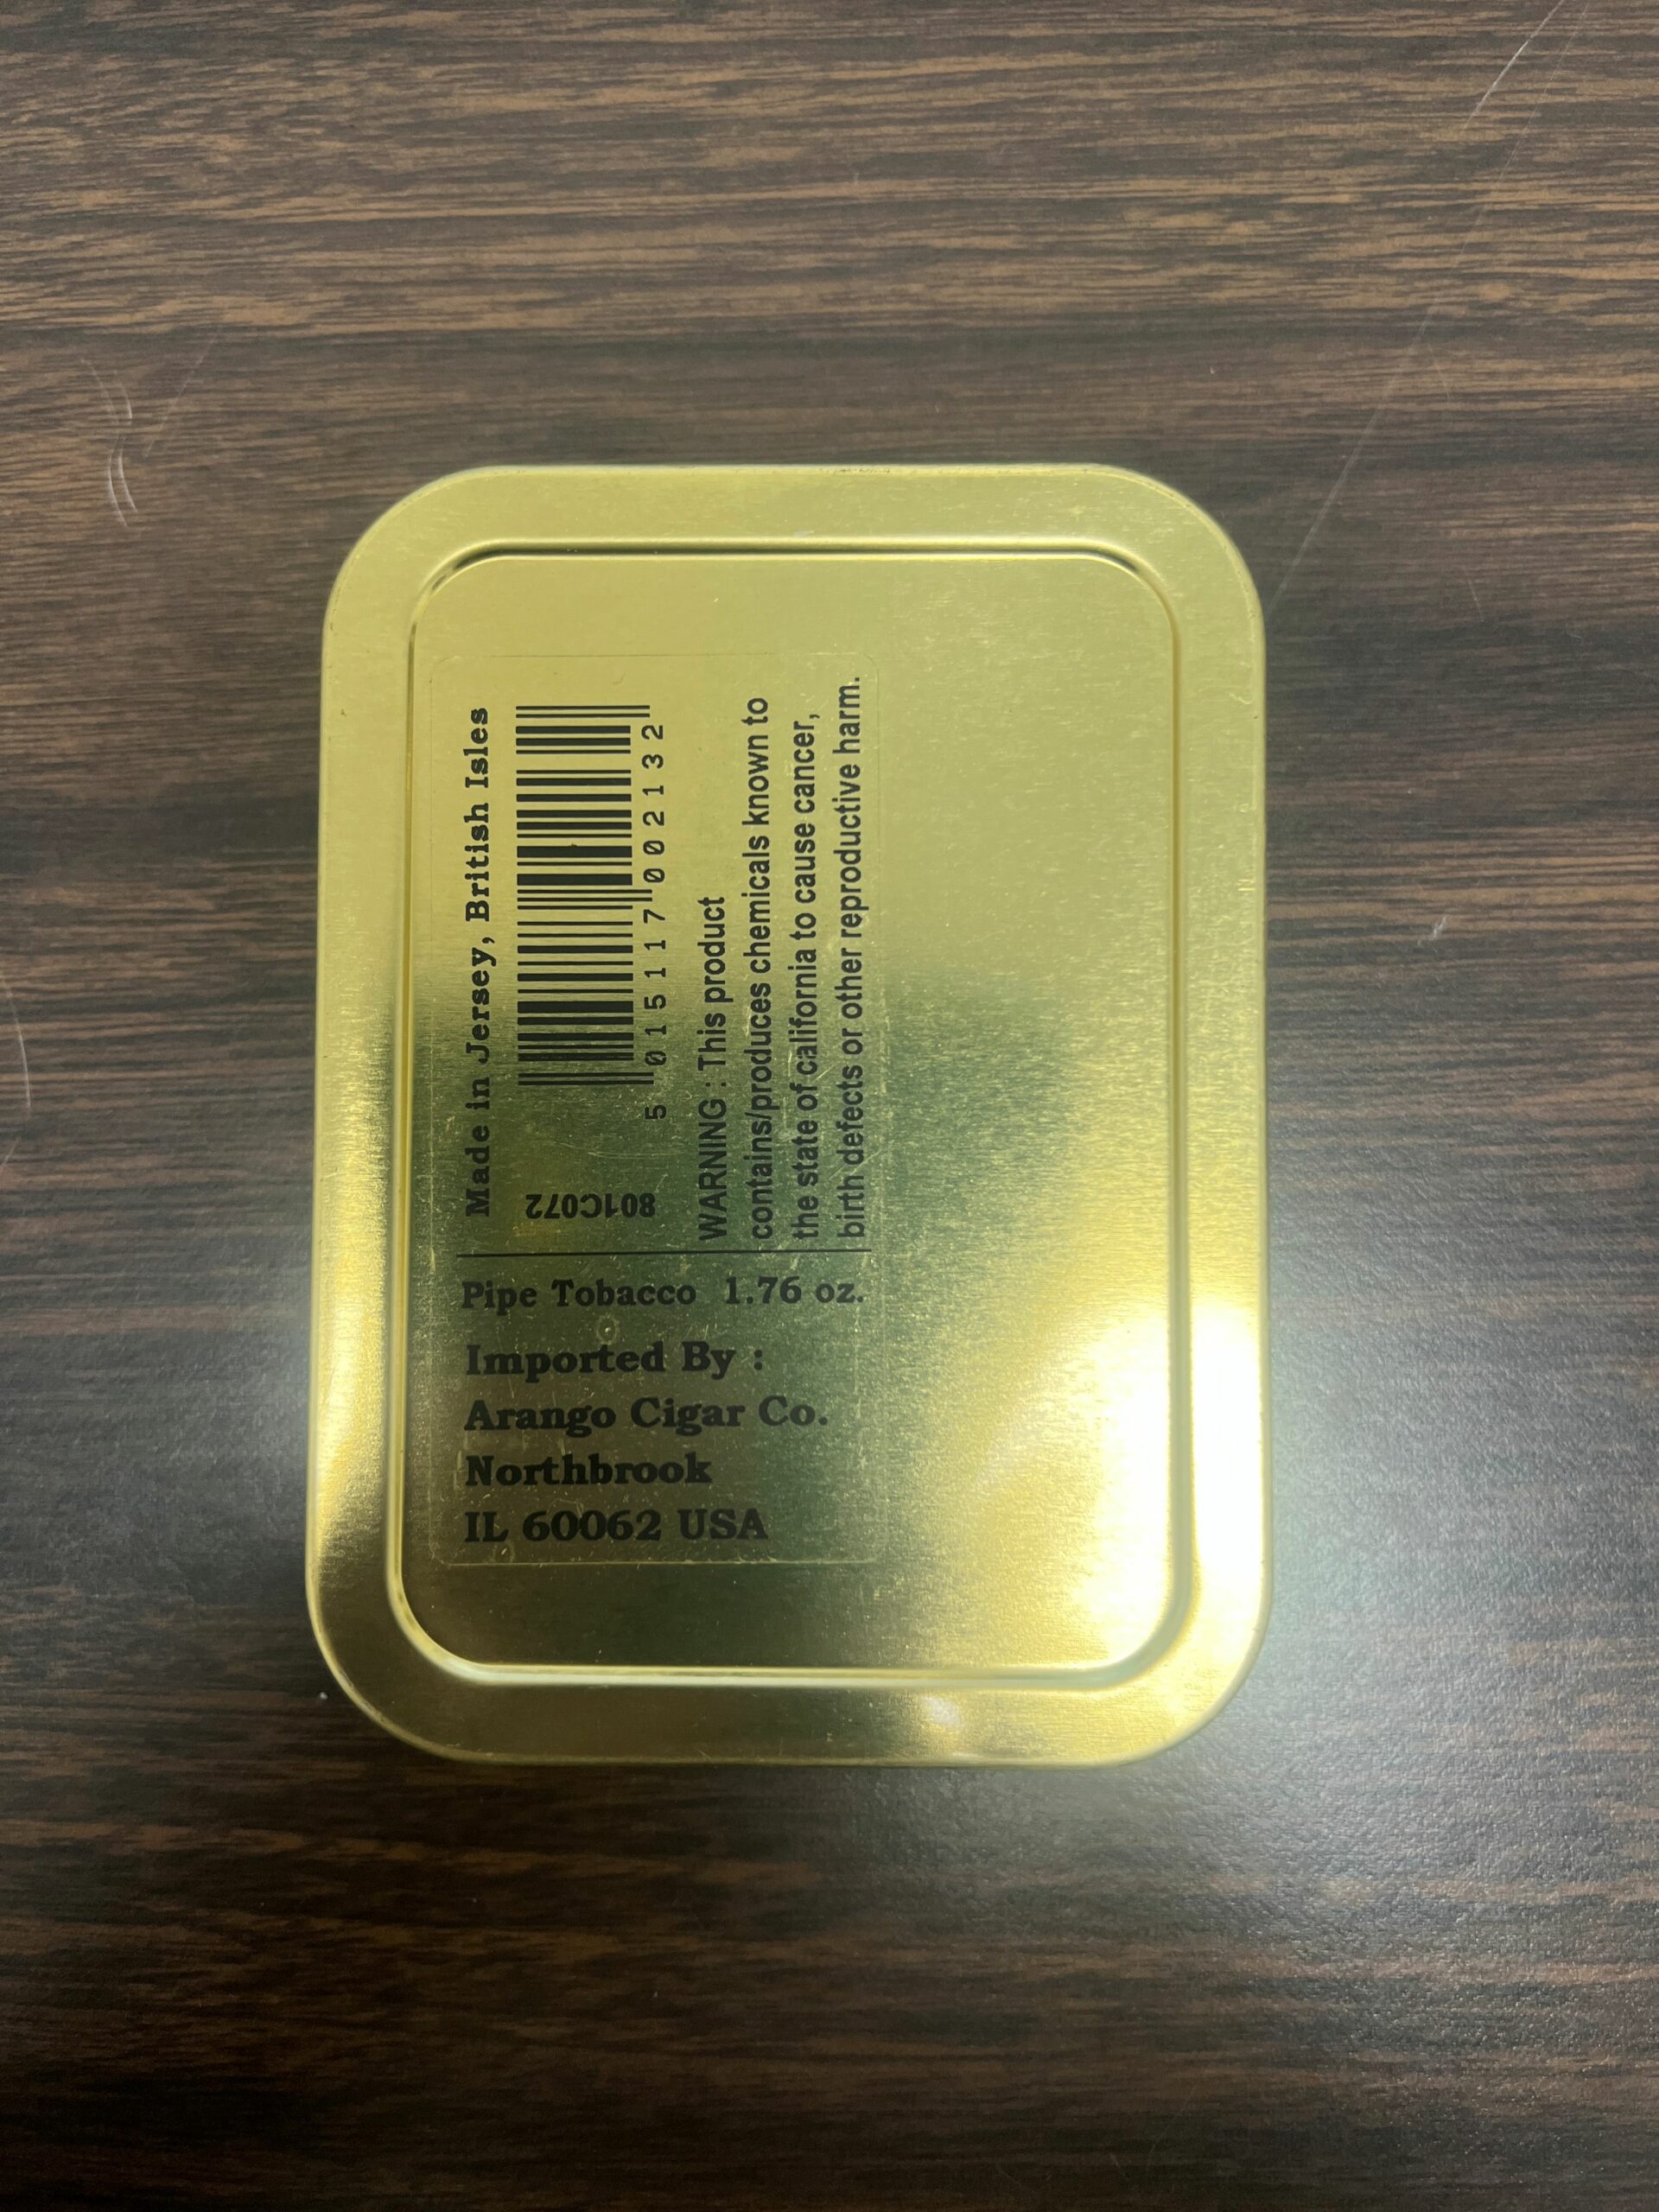 Made in Jersey, British Isles
5 015117 002132
801C072
WARNING : This product
contains/produces chemicals known to
the state of california to cause cancer,
birth defects or other reproductive harm.
Pipe Tobacco 1.76 oz.
Imported By :
Arango Cigar Co.
Northbrook
IL 60062 USA